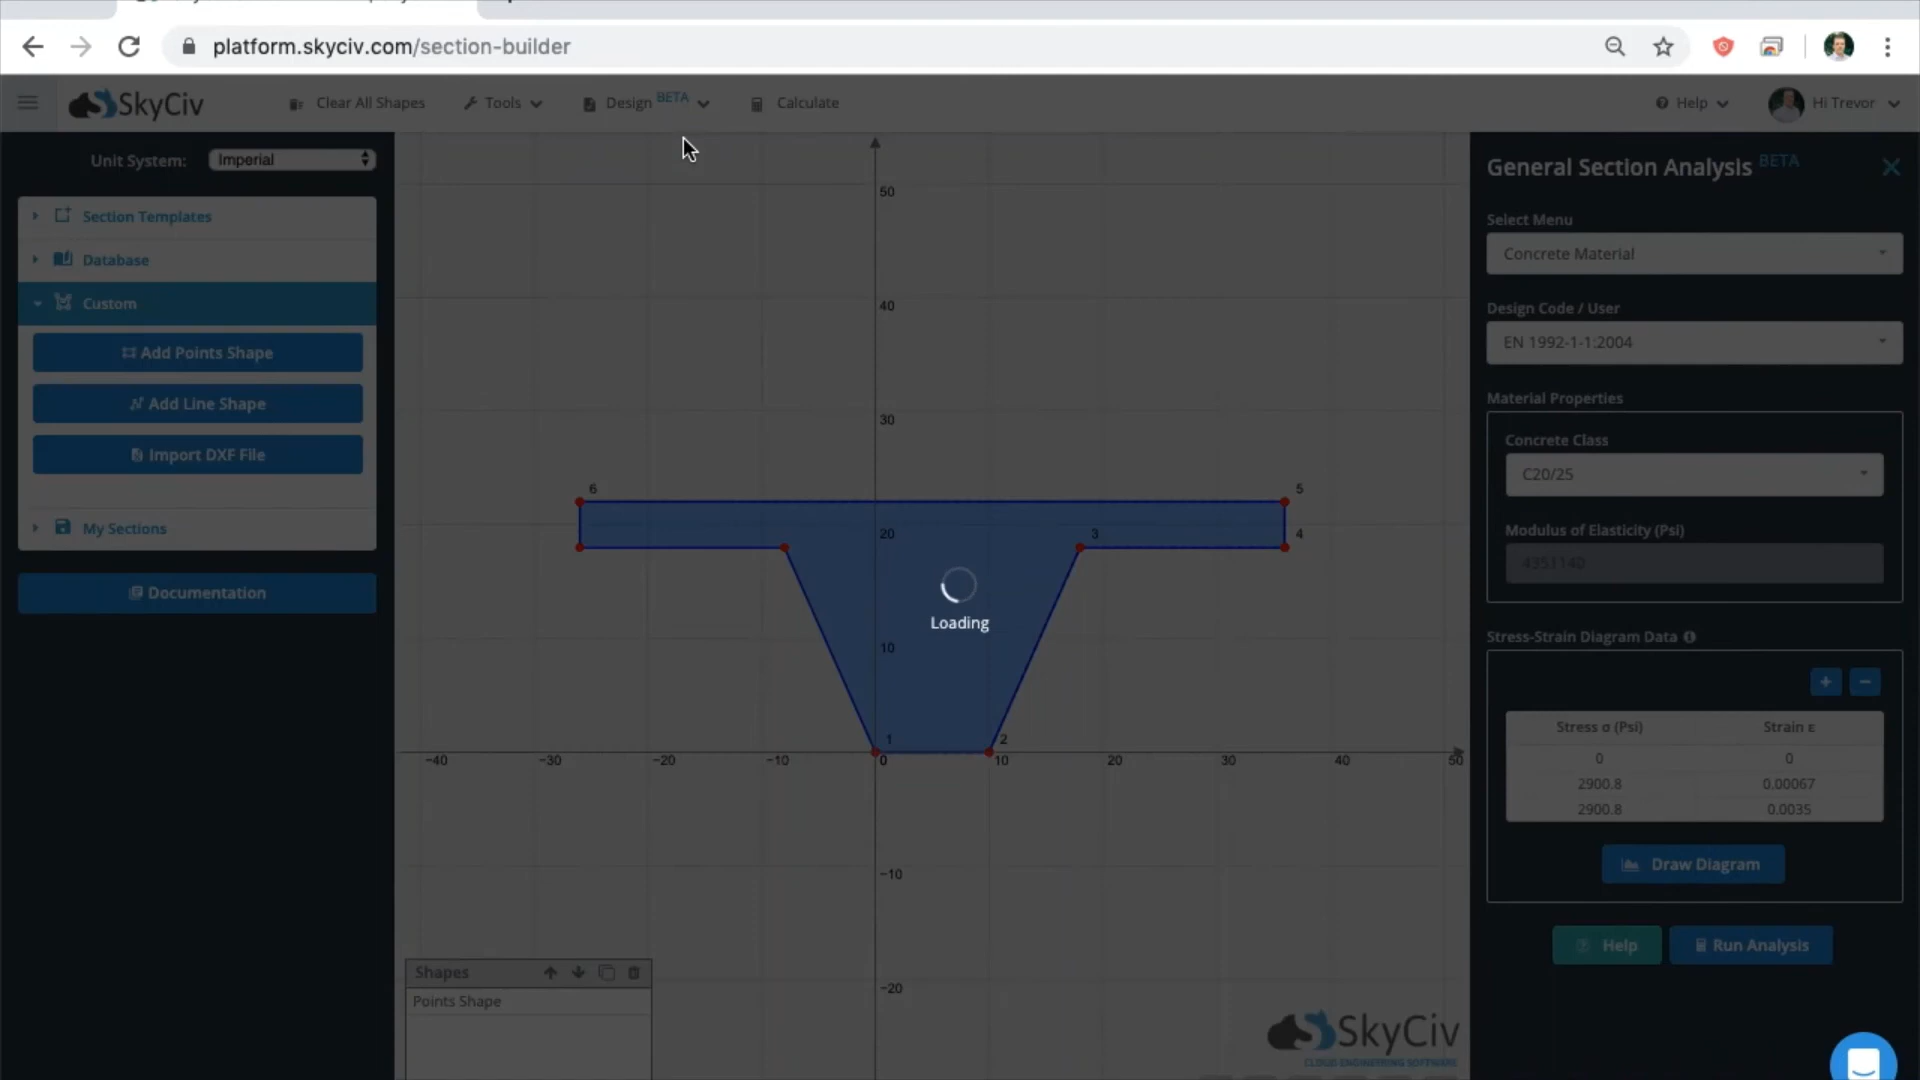 platform.skyciv.com/section-builder
SkyCiv
Clear All Shapes
Tools
Design BETA
Calculate
Help
Hi Trevor
Unit System:
Imperial
Section Templates
Database
Custom
Add Points Shape
Add Line Shape
Import DXF File
My Sections
Documentation
50
40
30
20
10
−10
−20
−40
−30
−20
−10
0
10
20
30
40
50
6
5
3
4
1
2
Loading
Shapes
Points Shape
SkyCiv
CLOUD ENGINEERING SOFTWARE
General Section Analysis BETA
Select Menu
Concrete Material
Design Code / User
EN 1992-1-1:2004
Material Properties
Concrete Class
C20/25
Modulus of Elasticity (Psi)
4351140
Stress-Strain Diagram Data
+ −
Stress σ (Psi) Strain ε
0 0
2900.8 0.00067
2900.8 0.0035
Draw Diagram
Help
Run Analysis